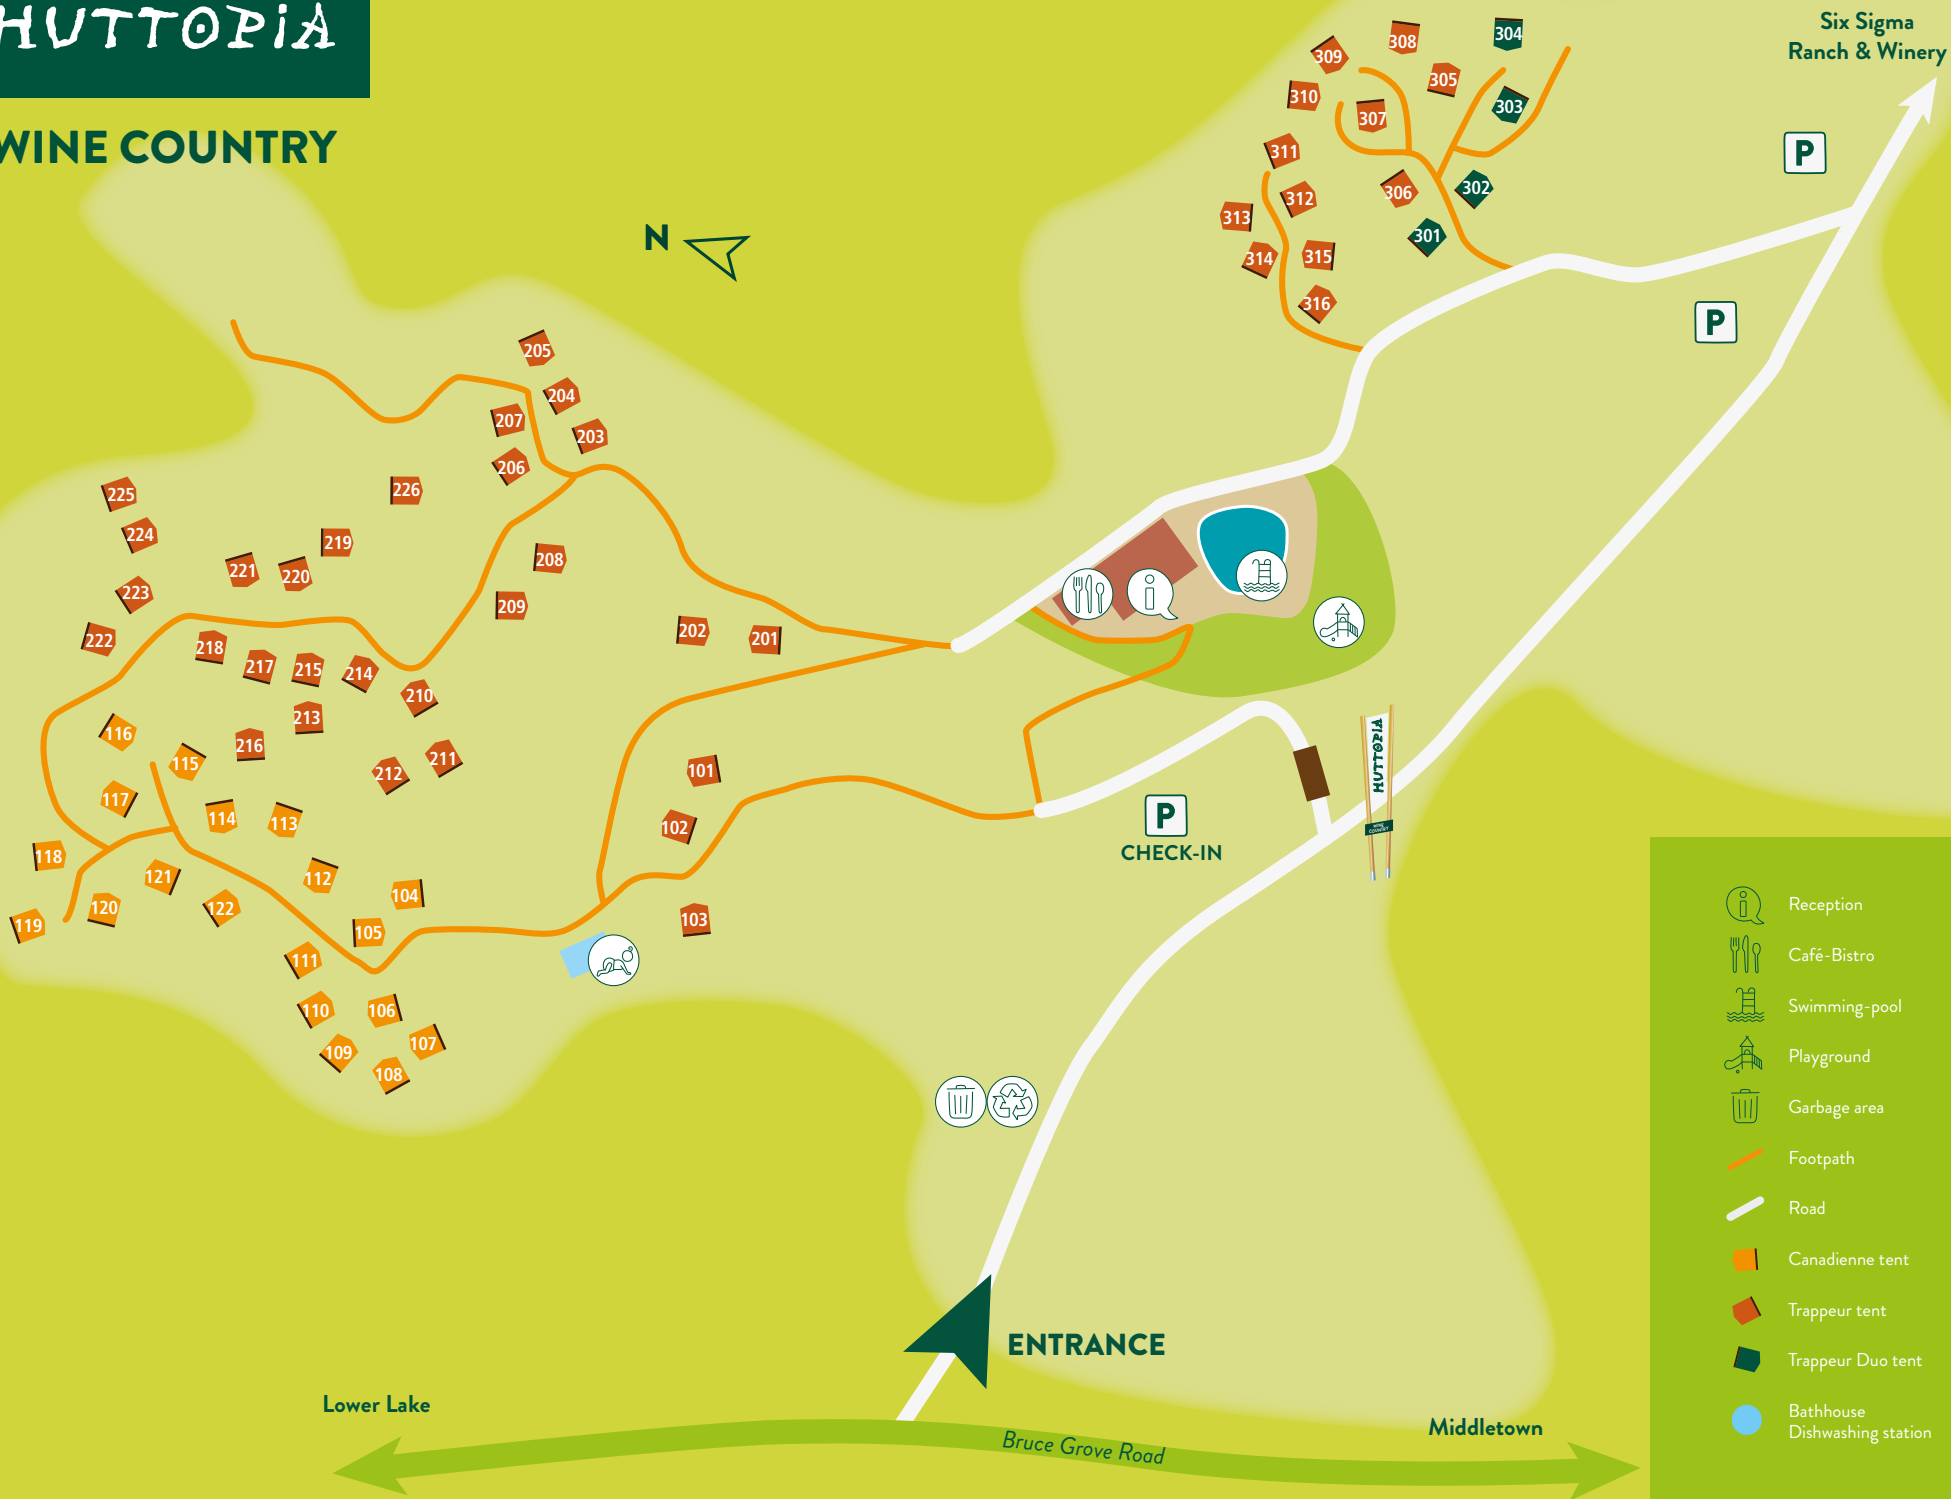 HUTTOPIA
WINE COUNTRY
N
Six Sigma
Ranch & Winery
P
P
304
308
309
305
310
303
307
311
306
302
312
313
301
315
314
316
205
204
207
203
206
226
225
224
219
208
221
220
223
209
222
202
201
218
217
215
214
210
213
116
216
115
211
212
101
117
114
113
102
118
121
112
104
120
122
103
119
105
111
110
106
107
109
108
HUTTOPIA
WINE
COUNTRY
P
CHECK-IN
ENTRANCE
Lower Lake
Bruce Grove Road
Middletown
Reception
Café-Bistro
Swimming-pool
Playground
Garbage area
Footpath
Road
Canadienne tent
Trappeur tent
Trappeur Duo tent
Bathhouse
Dishwashing station